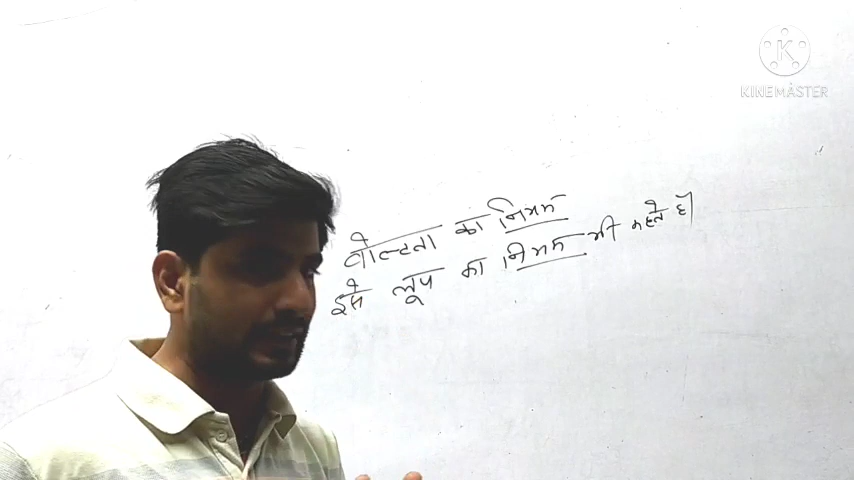 वोल्टता का नियम
इसे लूप का नियम भी कहते है।
KINEMASTER